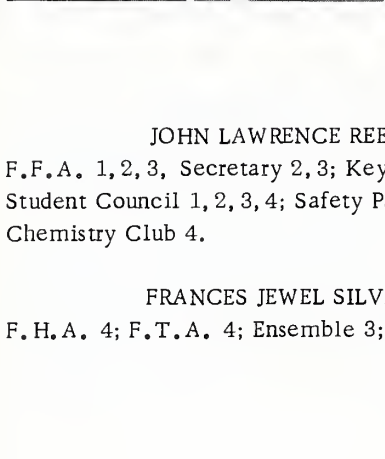 JOHN LAWRENCE REE
F.F.A. 1,2,3, Secretary 2,3; Key
Student Council 1,2,3,4; Safety P
Chemistry Club 4.
FRANCES JEWEL SILV
F.H.A. 4; F.T.A. 4; Ensemble 3;